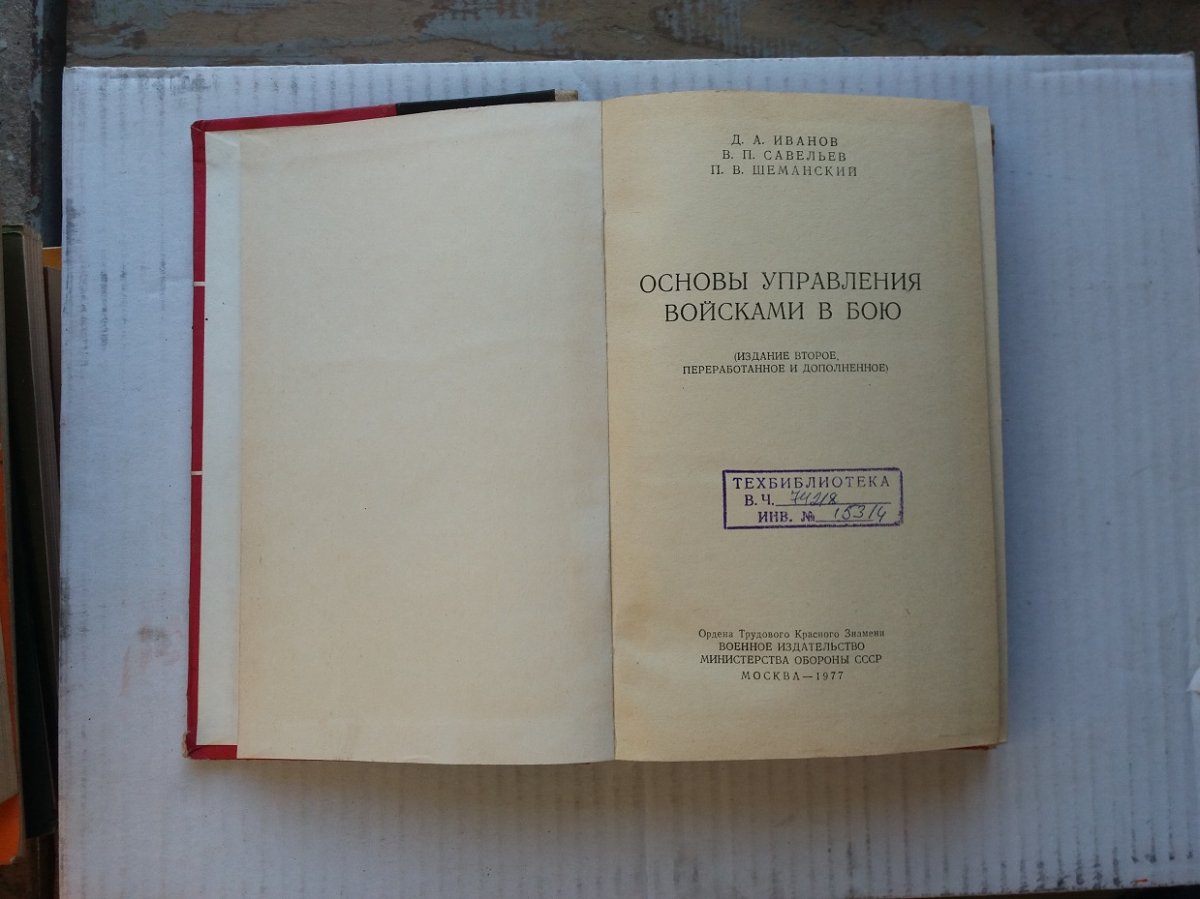 Д. А. ИВАНОВ
В. П. САВЕЛЬЕВ
П. В. ШЕМАНСКИЙ
ОСНОВЫ УПРАВЛЕНИЯ
ВОЙСКАМИ В БОЮ
(ИЗДАНИЕ ВТОРОЕ,
ПЕРЕРАБОТАННОЕ И ДОПОЛНЕННОЕ)
ТЕХБИБЛИОТЕКА
В. Ч. 74218
ИНВ. № 15314
Ордена Трудового Красного Знамени
ВОЕННОЕ ИЗДАТЕЛЬСТВО
МИНИСТЕРСТВА ОБОРОНЫ СССР
МОСКВА—1977